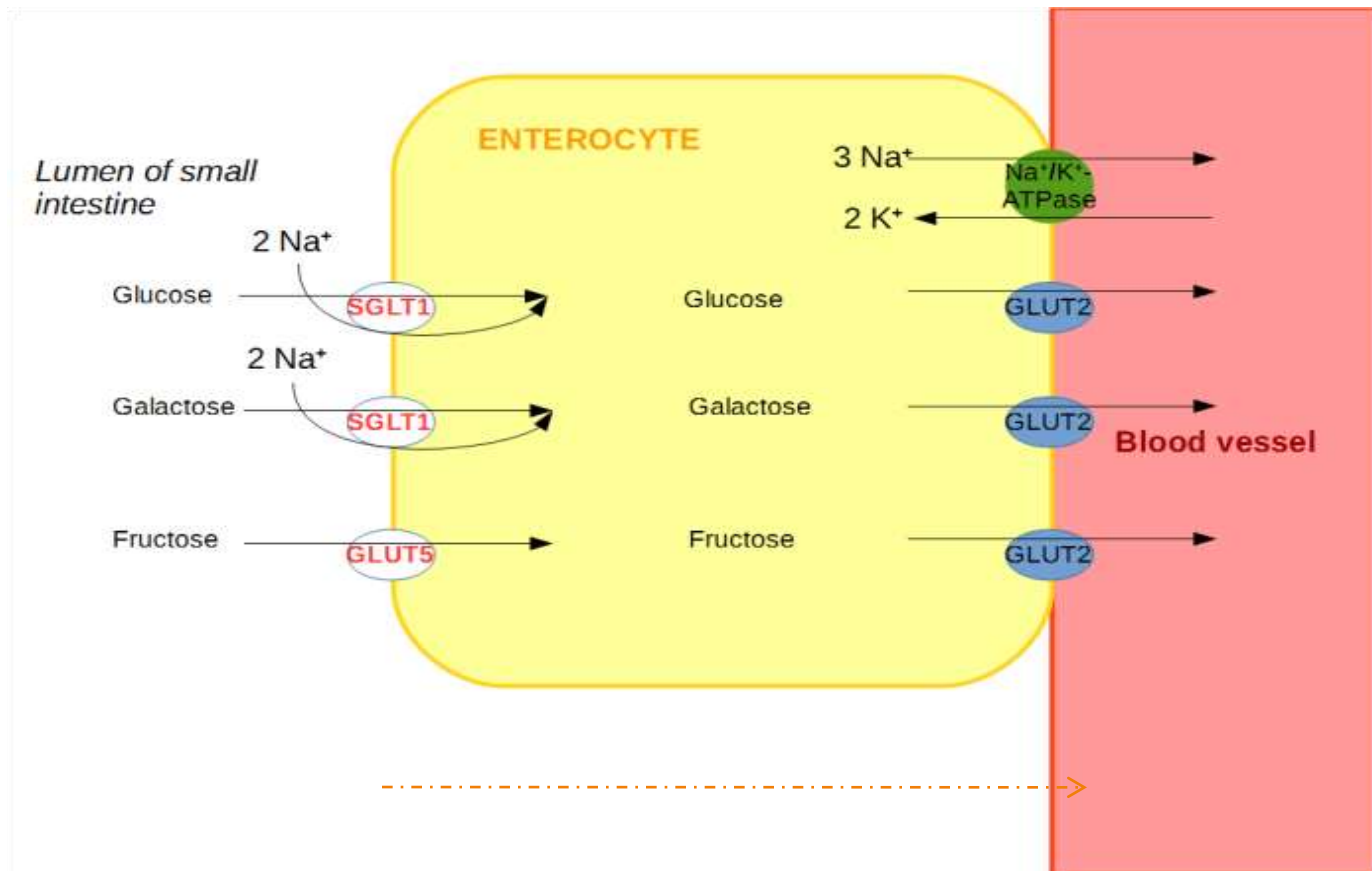 ENTEROCYTE
Lumen of small
intestine
3 Na⁺
Na⁺/K⁺-
ATPase
2 K⁺
2 Na⁺
Glucose
SGLT1
Glucose
GLUT2
2 Na⁺
Galactose
SGLT1
Galactose
GLUT2
Blood vessel
Fructose
GLUT5
Fructose
GLUT2